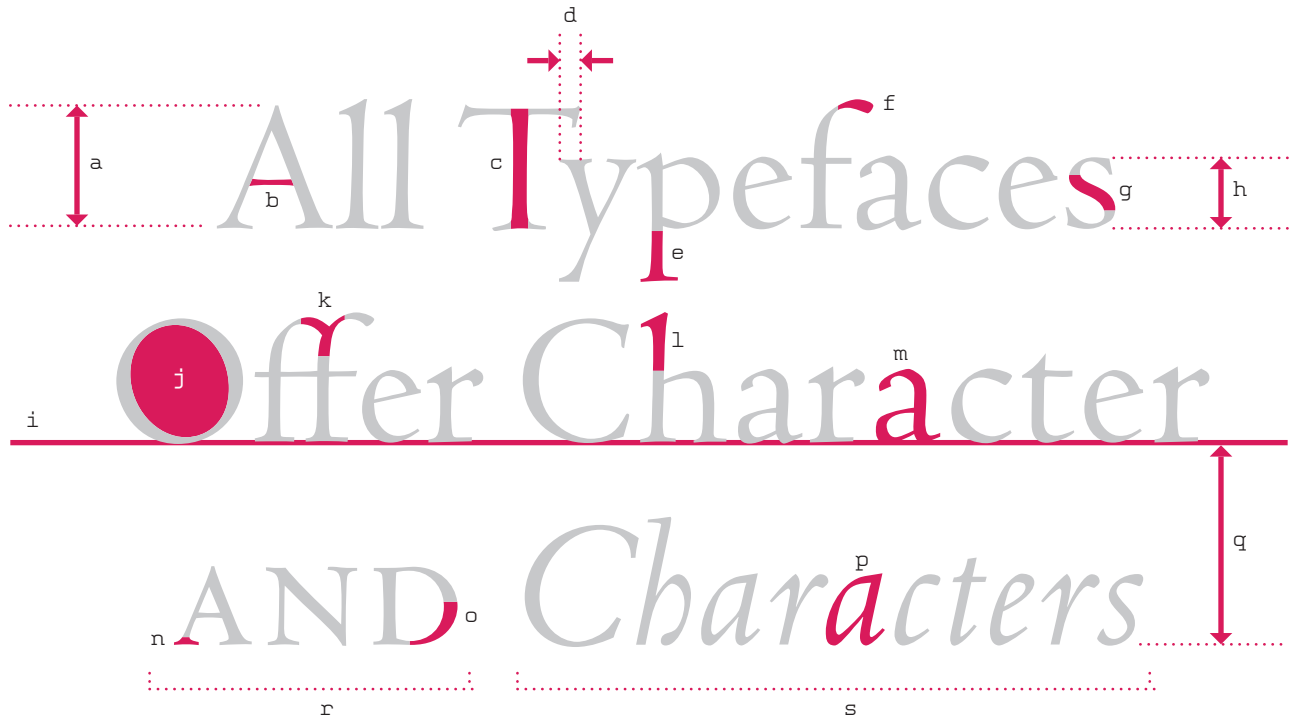 d
a b c All Typefaces e f g h
k l m
i j Offer Character
n AND o p Characters q
r s